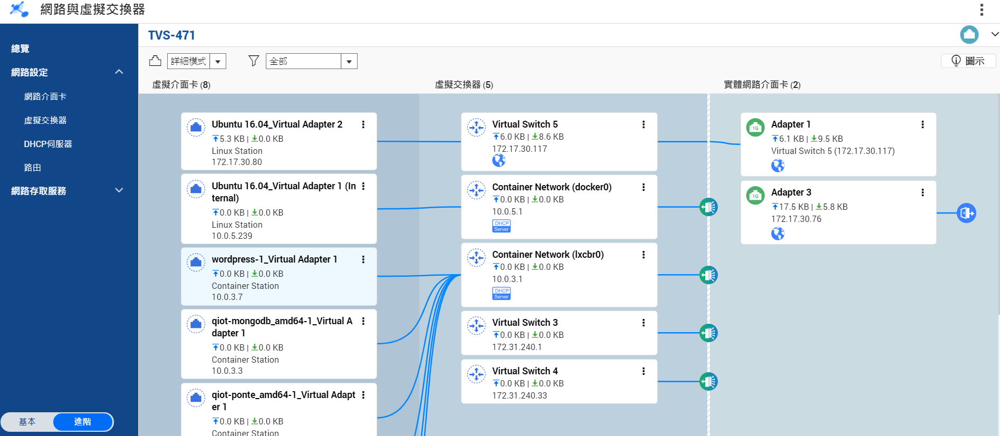 網路與虛擬交換器
TVS-471
總覽
網路設定
網路介面卡
虛擬交換器
DHCP伺服器
路由
網路存取服務
基本
進階
詳細模式
全部
圖示
虛擬介面卡 (8)
虛擬交換器 (5)
實體網路介面卡 (2)
Ubuntu 16.04_Virtual Adapter 2
5.3 KB | 0.0 KB
Linux Station
172.17.30.80
Ubuntu 16.04_Virtual Adapter 1 (In
ternal)
0.0 KB | 0.0 KB
Linux Station
10.0.5.239
wordpress-1_Virtual Adapter 1
0.0 KB | 0.0 KB
Container Station
10.0.3.7
qiot-mongodb_amd64-1_Virtual A
dapter 1
0.0 KB | 0.0 KB
Container Station
10.0.3.3
qiot-ponte_amd64-1_Virtual Adapt
er 1
0.0 KB | 0.0 KB
Container Station
Virtual Switch 5
6.0 KB | 8.6 KB
172.17.30.117
Container Network (docker0)
0.0 KB | 0.0 KB
10.0.5.1
DHCP
Server
Container Network (lxcbr0)
0.0 KB | 0.0 KB
10.0.3.1
DHCP
Server
Virtual Switch 3
0.0 KB | 0.0 KB
172.31.240.1
Virtual Switch 4
0.0 KB | 0.0 KB
172.31.240.33
1G
Adapter 1
6.1 KB | 9.5 KB
Virtual Switch 5 (172.17.30.117)
1G
Adapter 3
17.5 KB | 5.8 KB
172.17.30.76